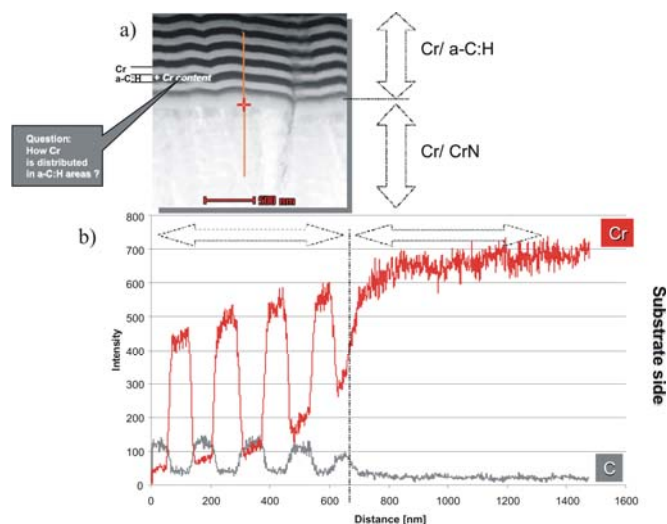 a)
Cr/ a-C:H
Cr
a-C:H + Cr content
Question:
How Cr
is distributed
in a-C:H areas ?
Cr/ CrN
500 nm
b)
800
700
600
500
400
300
200
100
0
Intensity
Cr
C
0
200
400
600
800
1000
1200
1400
1600
Distance [nm]
Substrate side